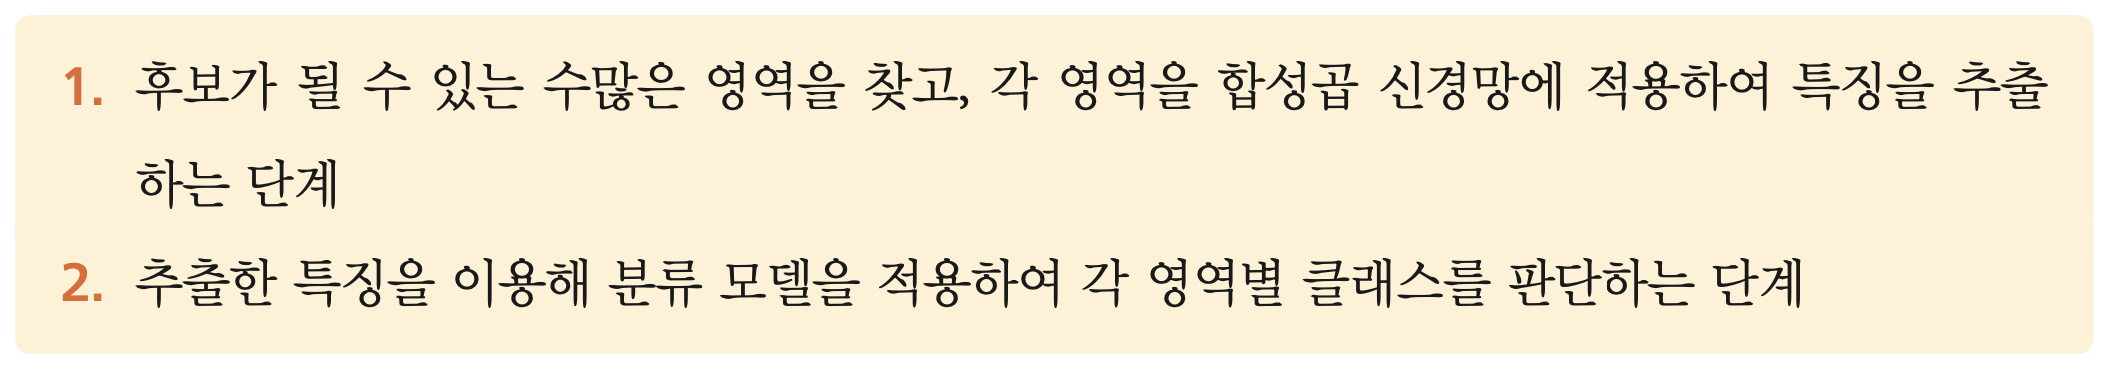 1. 후보가 될 수 있는 수많은 영역을 찾고, 각 영역을 합성곱 신경망에 적용하여 특징을 추출
하는 단계
2. 추출한 특징을 이용해 분류 모델을 적용하여 각 영역별 클래스를 판단하는 단계